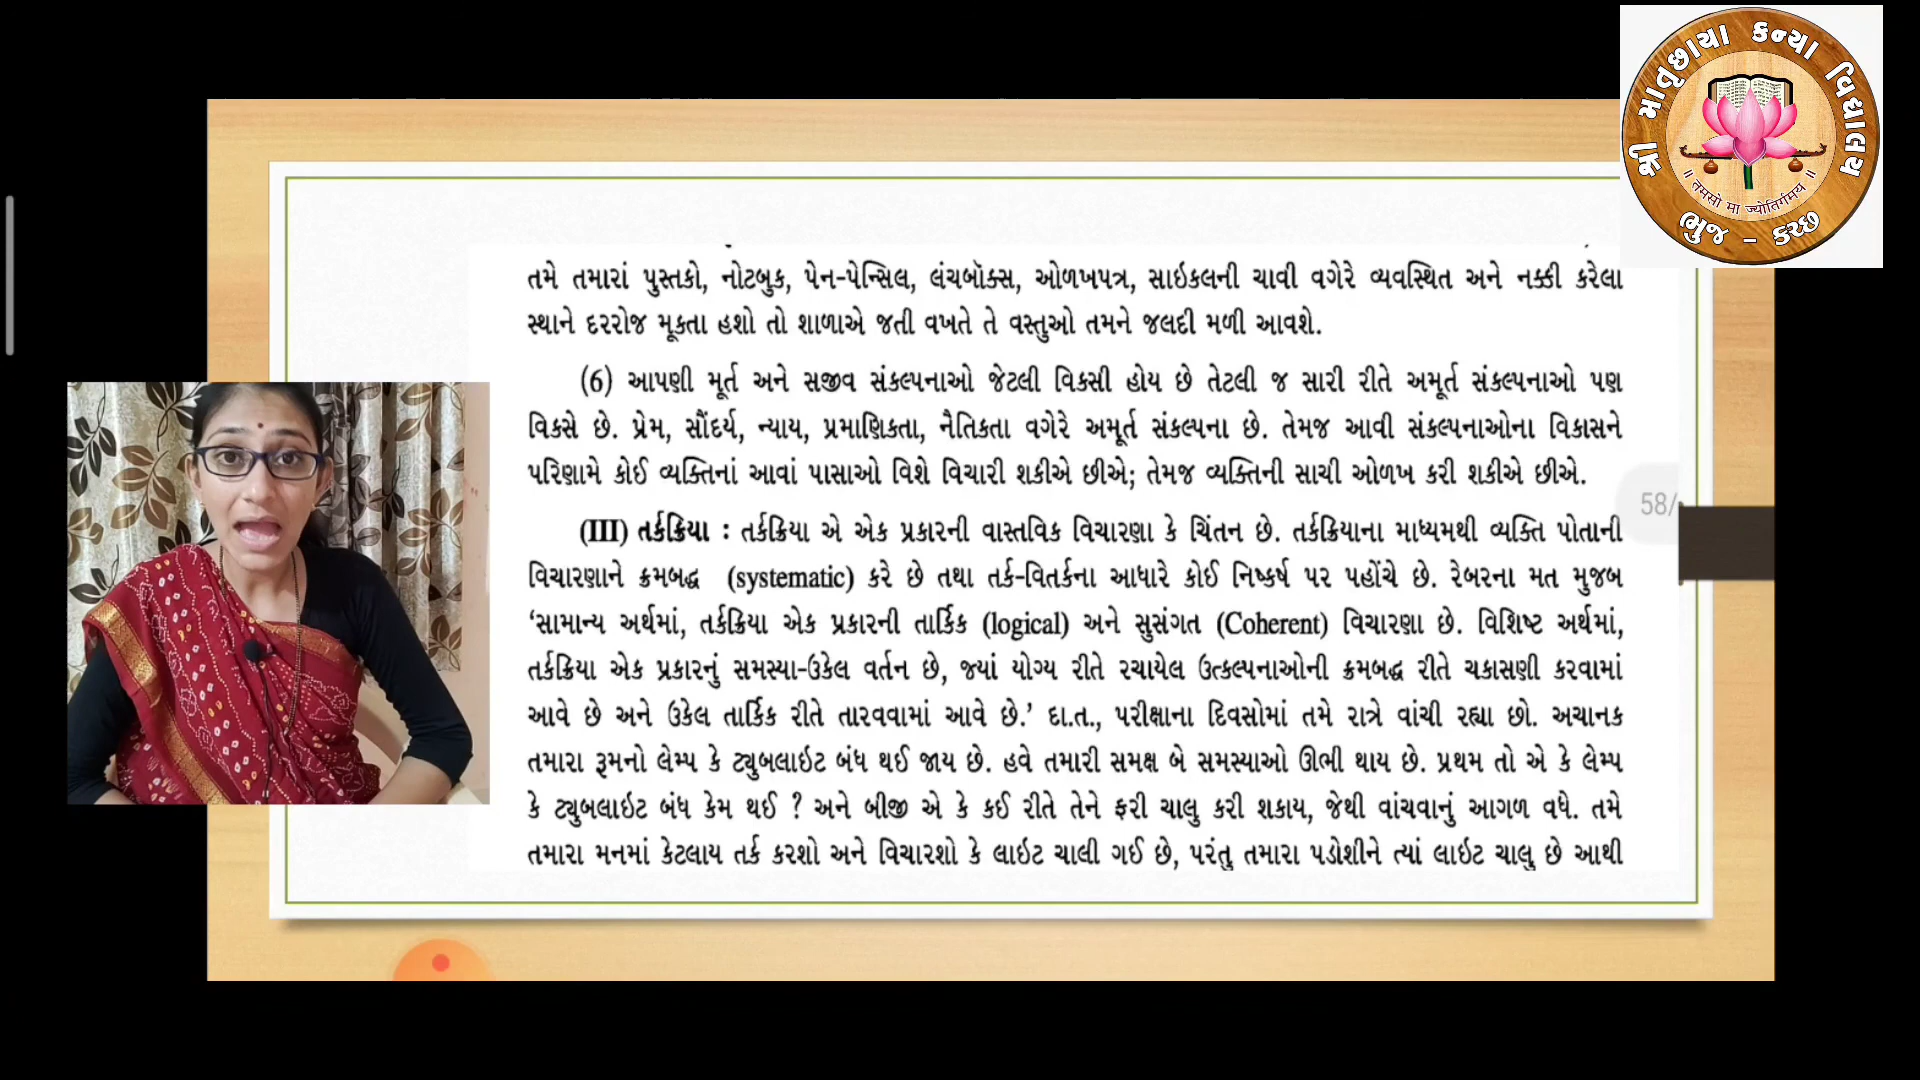 શ્રી માતૃછાયા કન્યા વિદ્યાલય
॥ તમસો મા જ્યોતિર્ગમય ॥
ભુજ - કચ્છ
તમે તમારાં પુસ્તકો, નોટબુક, પેન-પેન્સિલ, લંચબૉક્સ, ઓળખપત્ર, સાઇકલની ચાવી વગેરે વ્યવસ્થિત અને નક્કી કરેલા
સ્થાને દરરોજ મૂકતા હશો તો શાળાએ જતી વખતે તે વસ્તુઓ તમને જલદી મળી આવશે.
(6) આપણી મૂર્ત અને સજીવ સંકલ્પનાઓ જેટલી વિકસી હોય છે તેટલી જ સારી રીતે અમૂર્ત સંકલ્પનાઓ પણ
વિકસે છે. પ્રેમ, સૌંદર્ય, ન્યાય, પ્રમાણિકતા, નૈતિકતા વગેરે અમૂર્ત સંકલ્પના છે. તેમજ આવી સંકલ્પનાઓના વિકાસને
પરિણામે કોઈ વ્યક્તિનાં આવાં પાસાઓ વિશે વિચારી શકીએ છીએ; તેમજ વ્યક્તિની સાચી ઓળખ કરી શકીએ છીએ.
58/
(III) તર્કક્રિયા : તર્કક્રિયા એ એક પ્રકારની વાસ્તવિક વિચારણા કે ચિંતન છે. તર્કક્રિયાના માધ્યમથી વ્યક્તિ પોતાની
વિચારણાને ક્રમબદ્ધ (systematic) કરે છે તથા તર્ક-વિતર્કના આધારે કોઈ નિષ્કર્ષ પર પહોંચે છે. રેબરના મત મુજબ
‘સામાન્ય અર્થમાં, તર્કક્રિયા એક પ્રકારની તાર્કિક (logical) અને સુસંગત (Coherent) વિચારણા છે. વિશિષ્ટ અર્થમાં,
તર્કક્રિયા એક પ્રકારનું સમસ્યા-ઉકેલ વર્તન છે, જ્યાં યોગ્ય રીતે રચાયેલ ઉત્કલ્પનાઓની ક્રમબદ્ધ રીતે ચકાસણી કરવામાં
આવે છે અને ઉકેલ તાર્કિક રીતે તારવવામાં આવે છે.’ દા.ત., પરીક્ષાના દિવસોમાં તમે રાત્રે વાંચી રહ્યા છો. અચાનક
તમારા રૂમનો લેમ્પ કે ટ્યુબલાઇટ બંધ થઈ જાય છે. હવે તમારી સમક્ષ બે સમસ્યાઓ ઊભી થાય છે. પ્રથમ તો એ કે લેમ્પ
કે ટ્યુબલાઇટ બંધ કેમ થઈ ? અને બીજી એ કે કઈ રીતે તેને ફરી ચાલુ કરી શકાય, જેથી વાંચવાનું આગળ વધે. તમે
તમારા મનમાં કેટલાય તર્ક કરશો અને વિચારશો કે લાઇટ ચાલી ગઈ છે, પરંતુ તમારા પડોશીને ત્યાં લાઇટ ચાલુ છે આથી